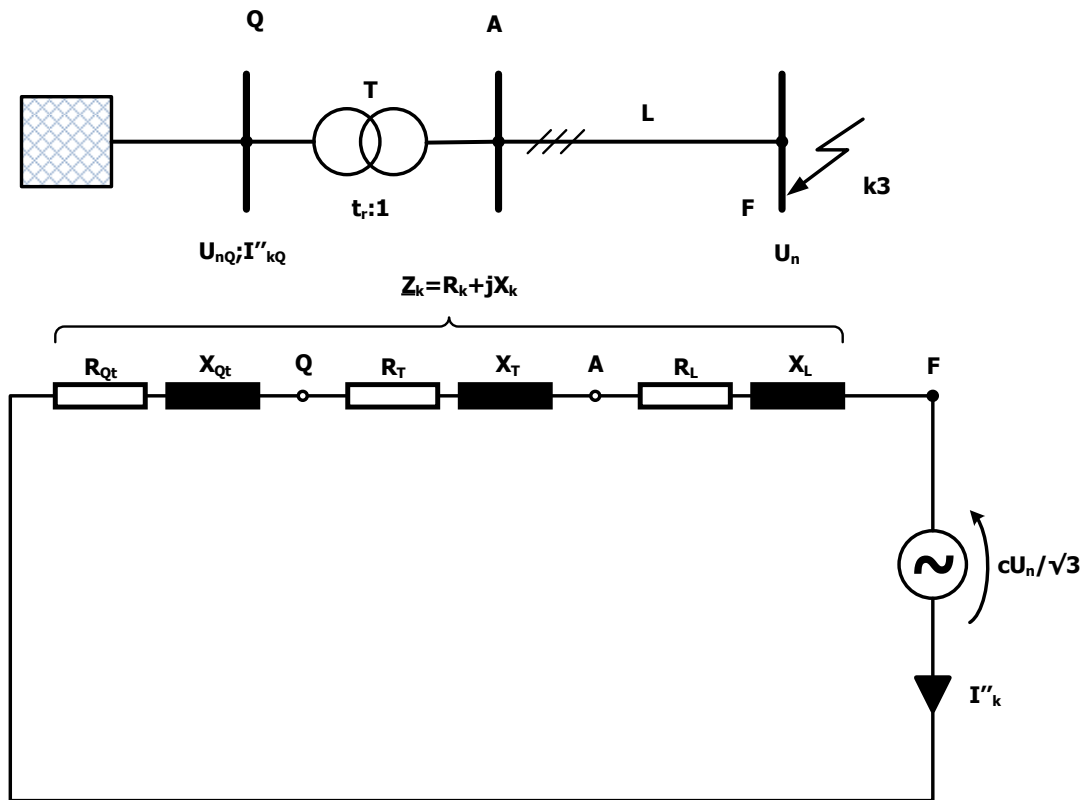 Q
A
T
L
tr:1
F
k3
UnQ;I″kQ
Un
Zk=Rk+jXk
RQt
XQt
Q
RT
XT
A
RL
XL
F
cUn/√3
I″k